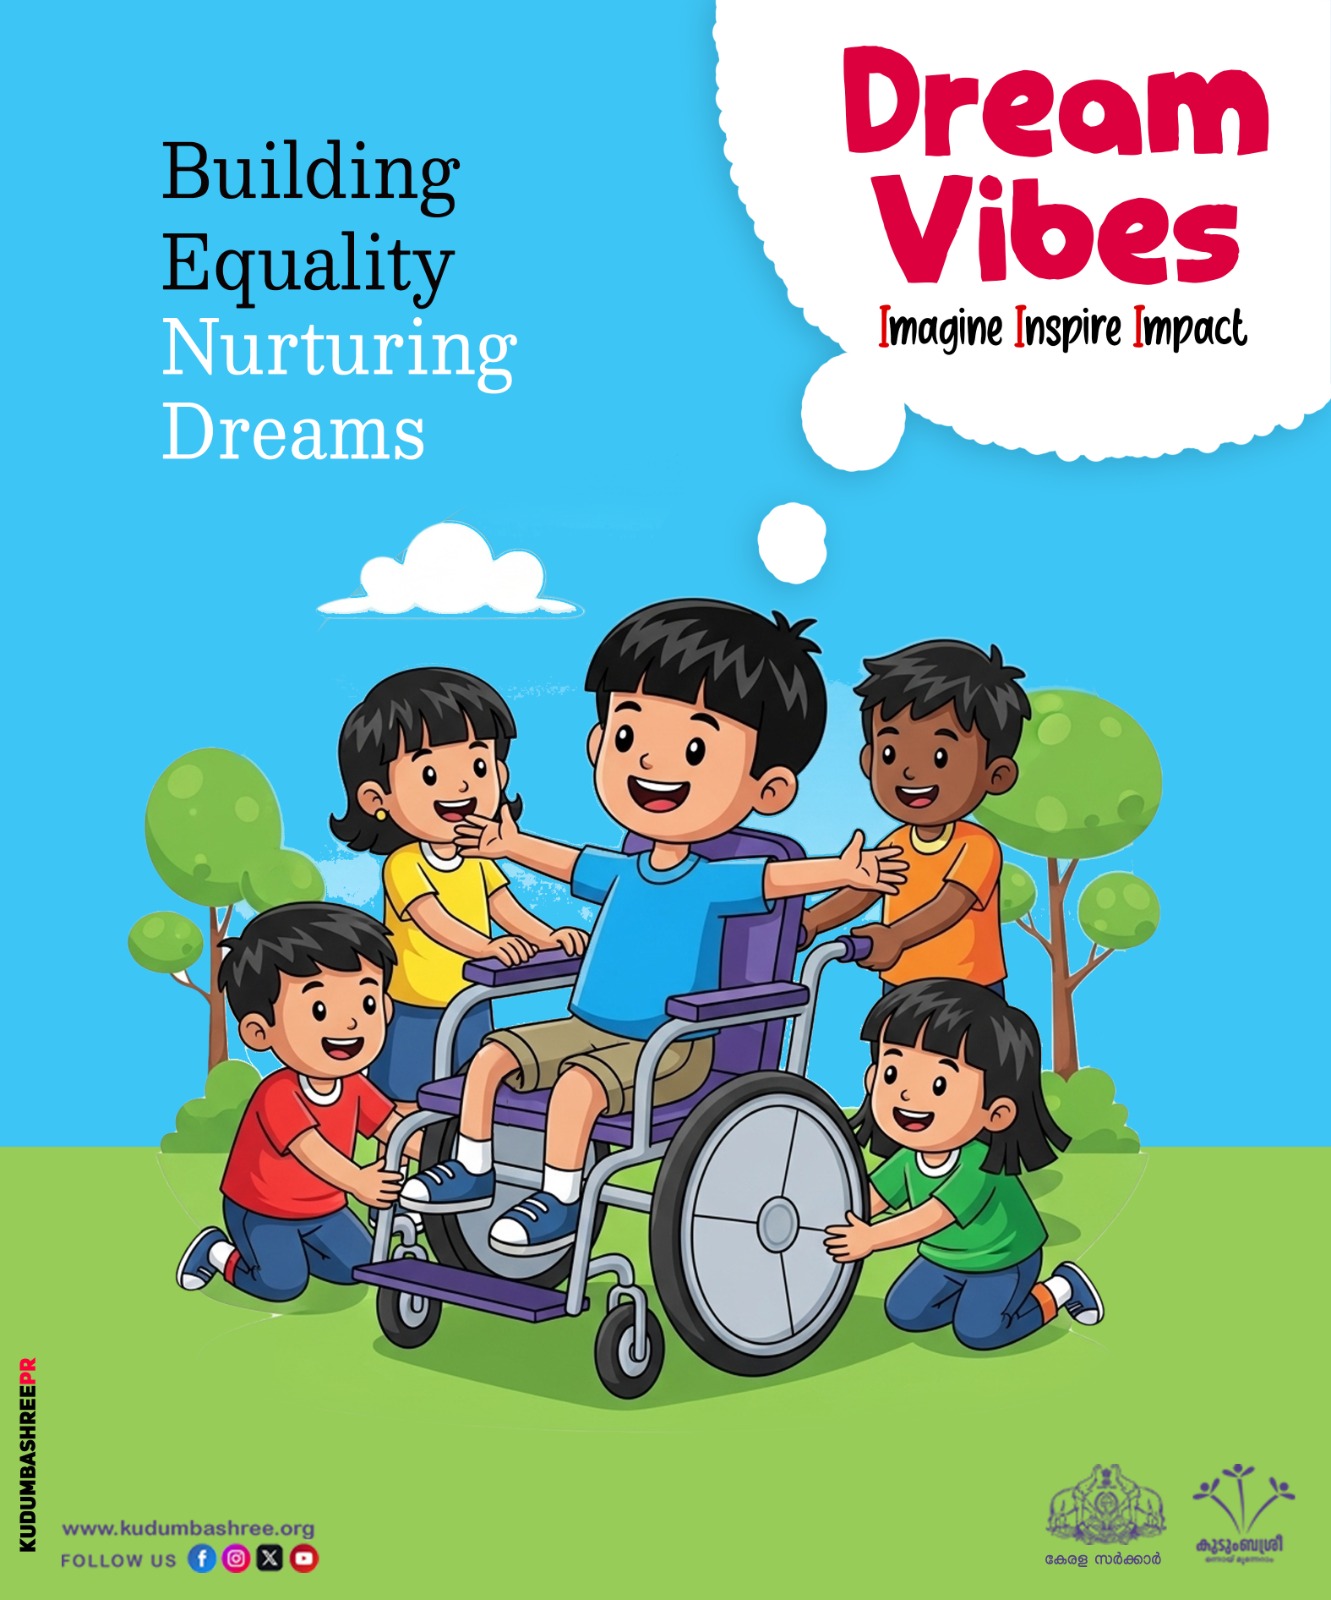 Dream
Vibes
Imagine Inspire Impact
Building
Equality
Nurturing
Dreams
KUDUMBASHREEPR
www.kudumbashree.org
FOLLOW US
കേരള സർക്കാർ
കുടുംബശ്രീ